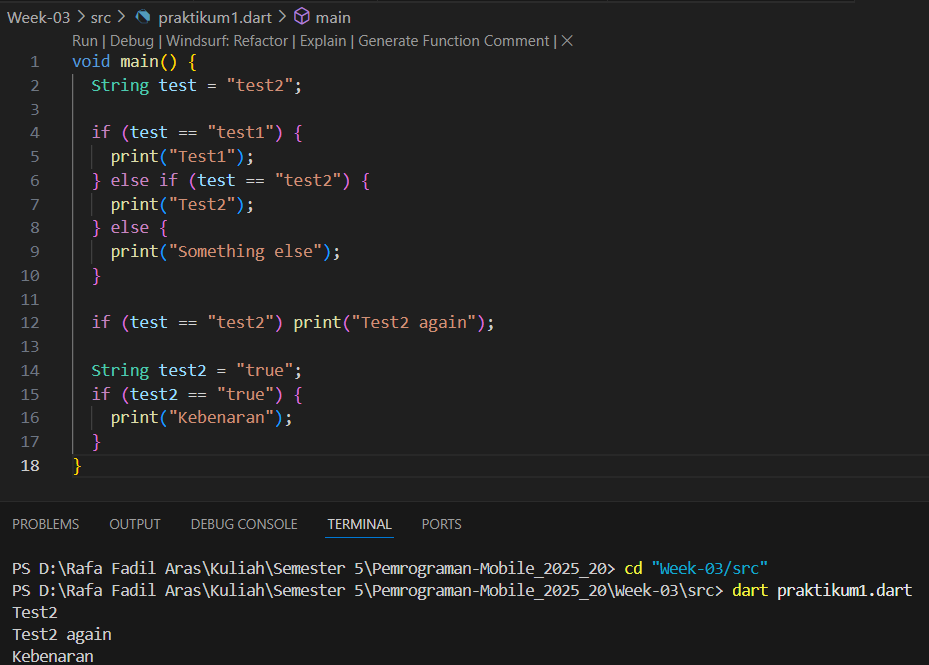 Week-03 > src > praktikum1.dart > main
Run | Debug | Windsurf: Refactor | Explain | Generate Function Comment | ×
1 void main() {
2   String test = "test2";
3
4   if (test == "test1") {
5     print("Test1");
6   } else if (test == "test2") {
7     print("Test2");
8   } else {
9     print("Something else");
10   }
11
12   if (test == "test2") print("Test2 again");
13
14   String test2 = "true";
15   if (test2 == "true") {
16     print("Kebenaran");
17   }
18 }
PROBLEMS OUTPUT DEBUG CONSOLE TERMINAL PORTS
PS D:\Rafa Fadil Aras\Kuliah\Semester 5\Pemrograman-Mobile_2025_20> cd "Week-03/src"
PS D:\Rafa Fadil Aras\Kuliah\Semester 5\Pemrograman-Mobile_2025_20\Week-03\src> dart praktikum1.dart
Test2
Test2 again
Kebenaran